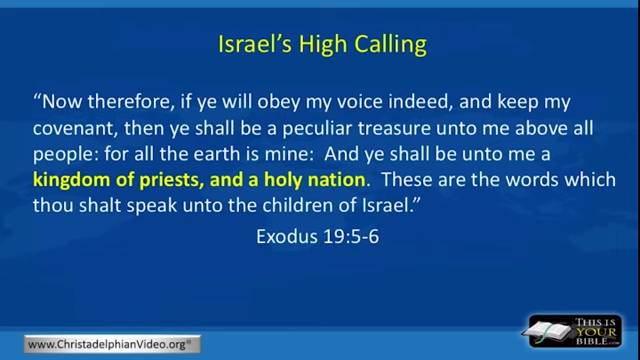 Israel’s High Calling
“Now therefore, if ye will obey my voice indeed, and keep my
covenant, then ye shall be a peculiar treasure unto me above all
people: for all the earth is mine:  And ye shall be unto me a
kingdom of priests, and a holy nation.  These are the words which
thou shalt speak unto the children of Israel.”
Exodus 19:5-6
www.ChristadelphianVideo.org®
THIS IS
YOUR
BIBLE.com